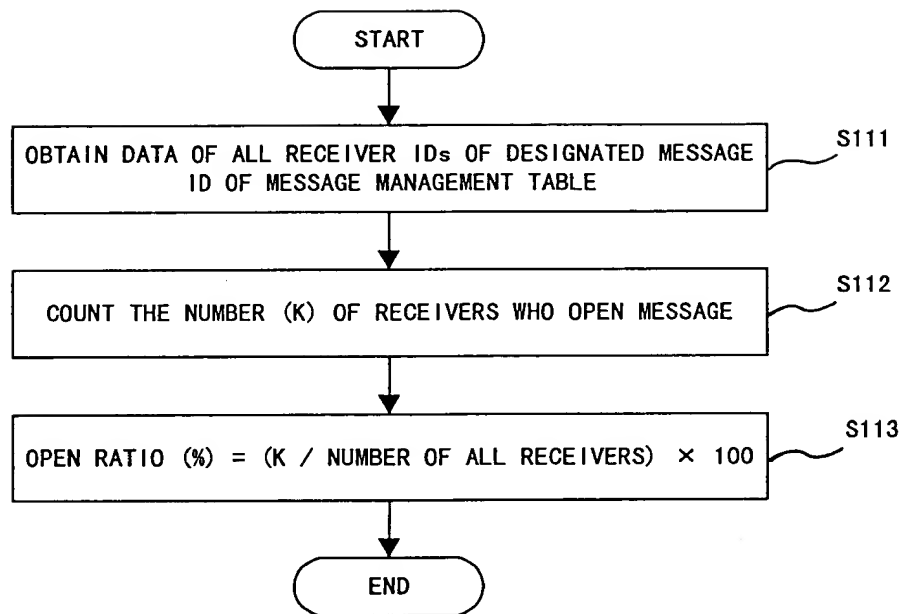 START
OBTAIN DATA OF ALL RECEIVER IDs OF DESIGNATED MESSAGE
ID OF MESSAGE MANAGEMENT TABLE
S111
COUNT THE NUMBER (K) OF RECEIVERS WHO OPEN MESSAGE
S112
OPEN RATIO (%) = (K / NUMBER OF ALL RECEIVERS) × 100
S113
END